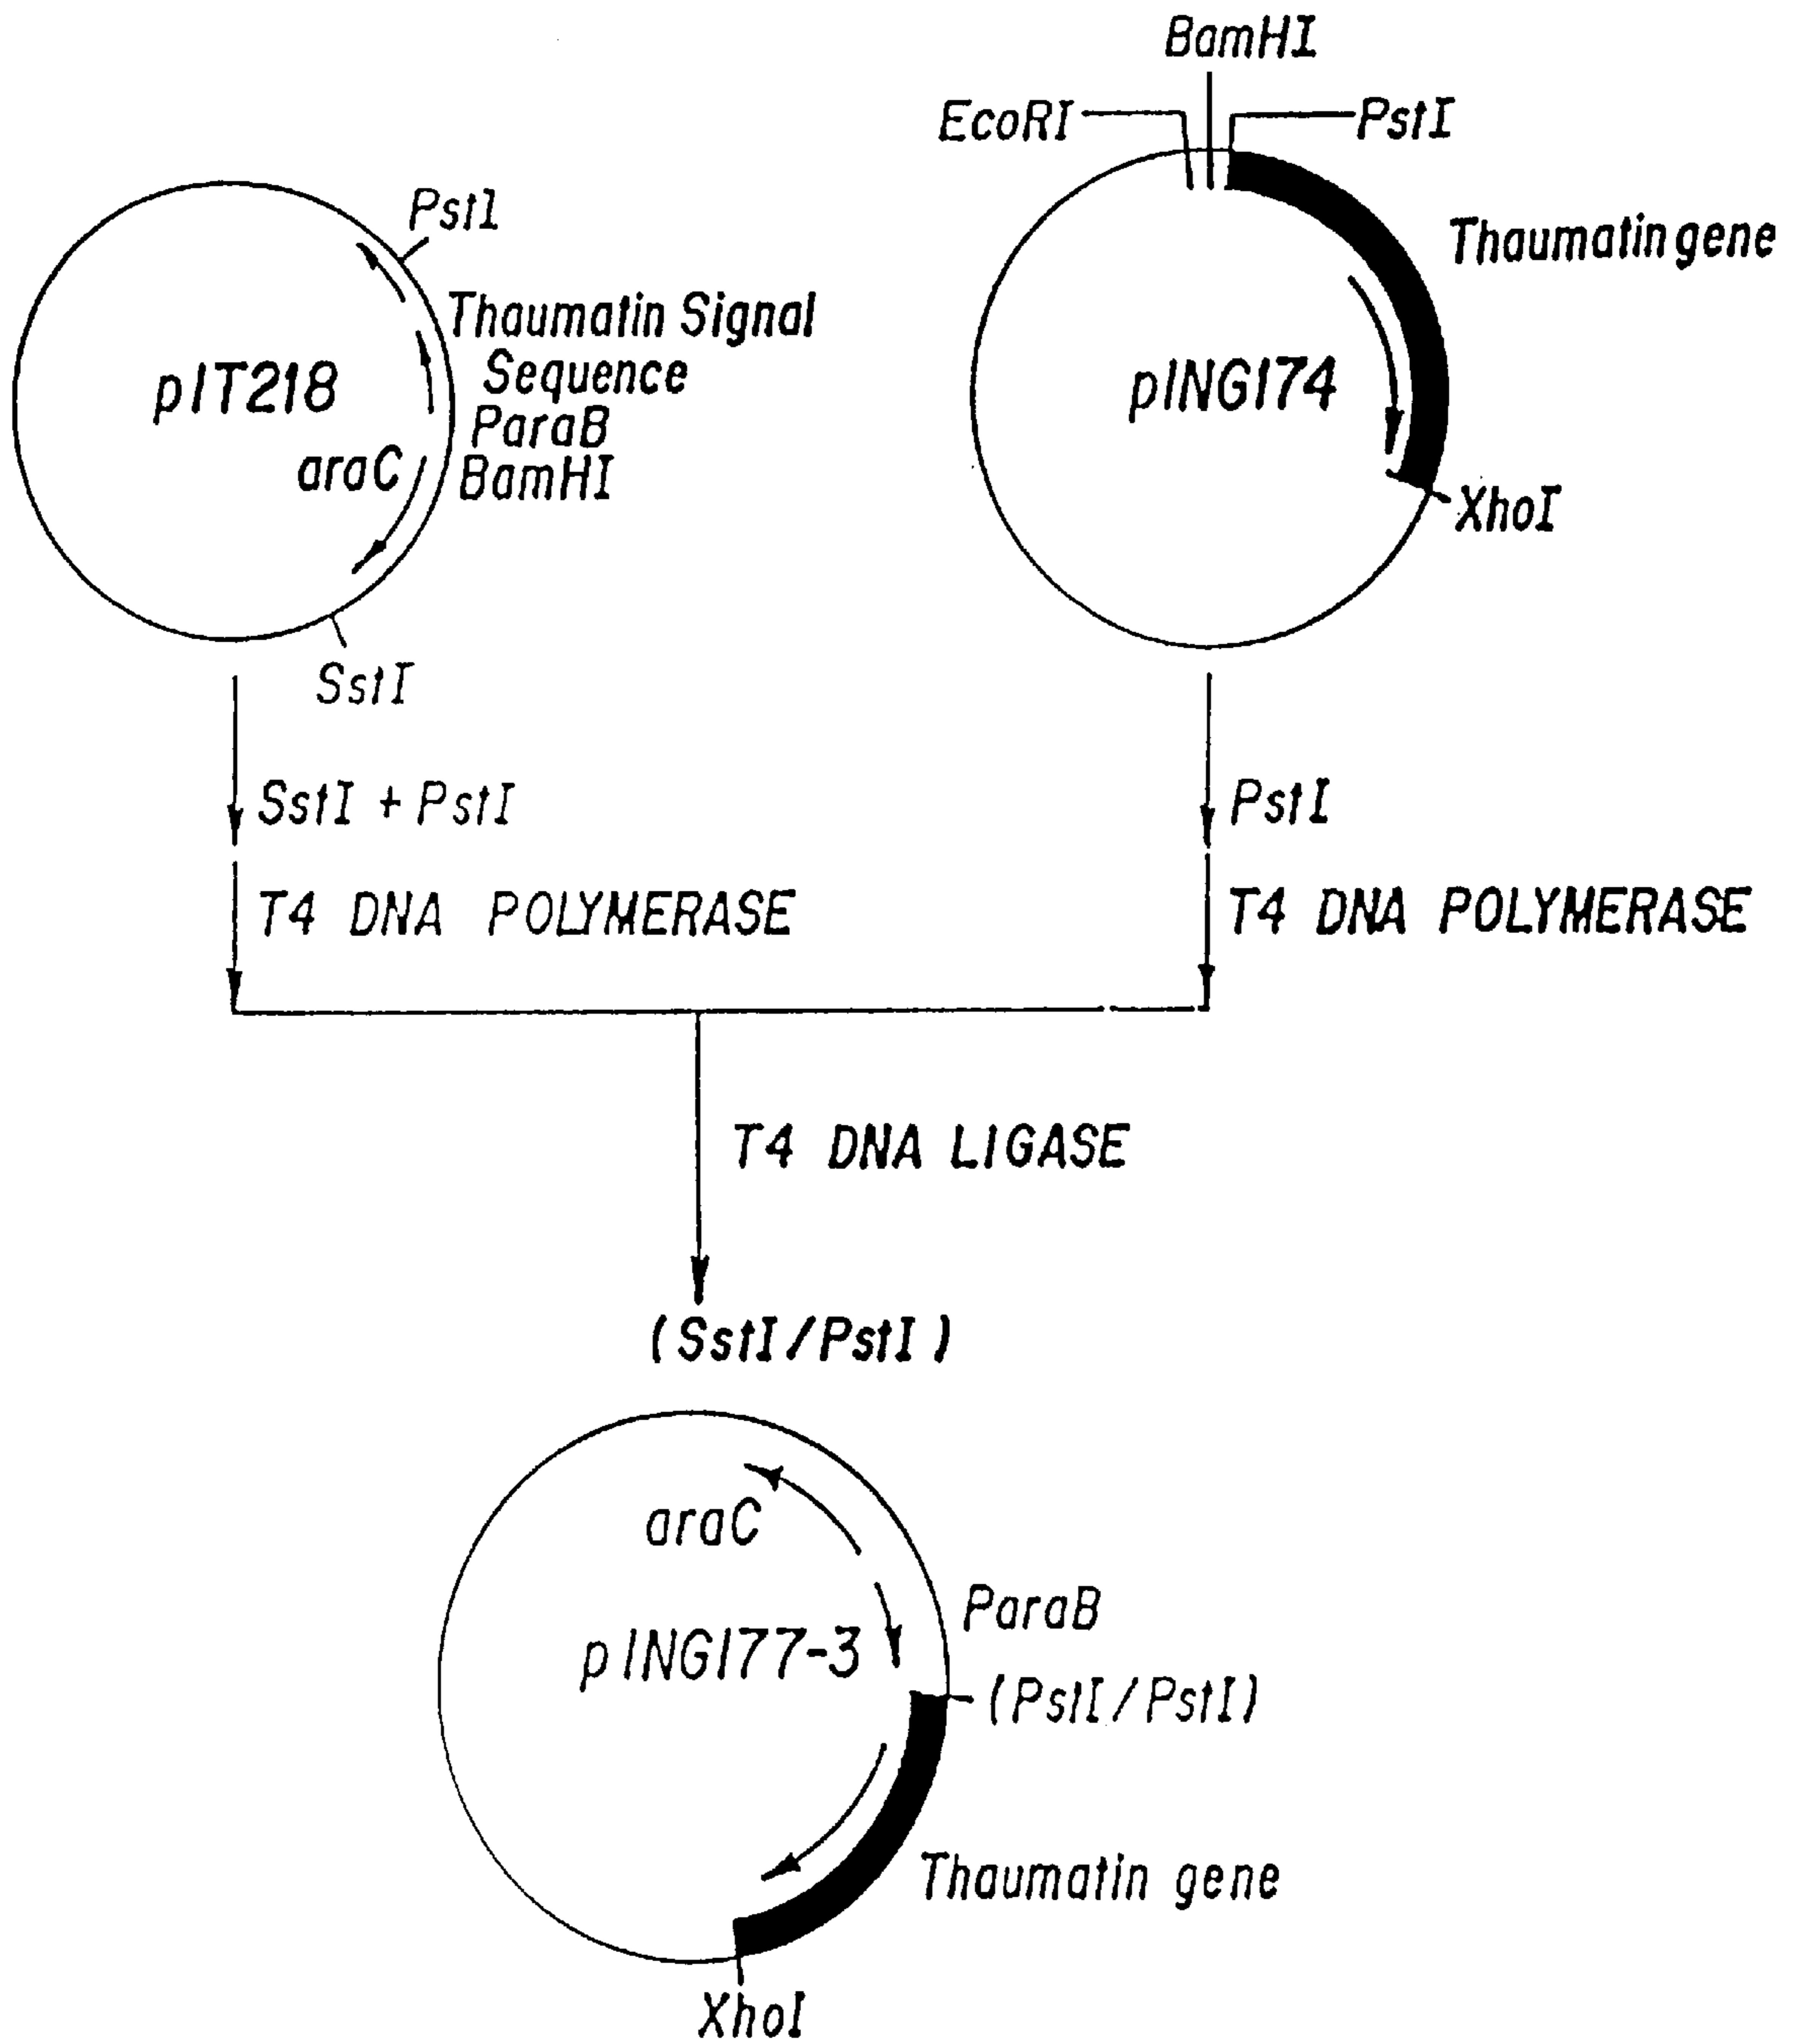 BamHI
EcoRI
PstI
PstI
Thaumatin gene
Thaumatin Signal
Sequence
ParaB
BamHI
pIT218
araC
pING174
XhoI
SstI
SstI + PstI
PstI
T4 DNA POLYMERASE
T4 DNA POLYMERASE
T4 DNA LIGASE
(SstI/PstI)
araC
ParaB
pING177-3
(PstI/PstI)
Thaumatin gene
XhoI